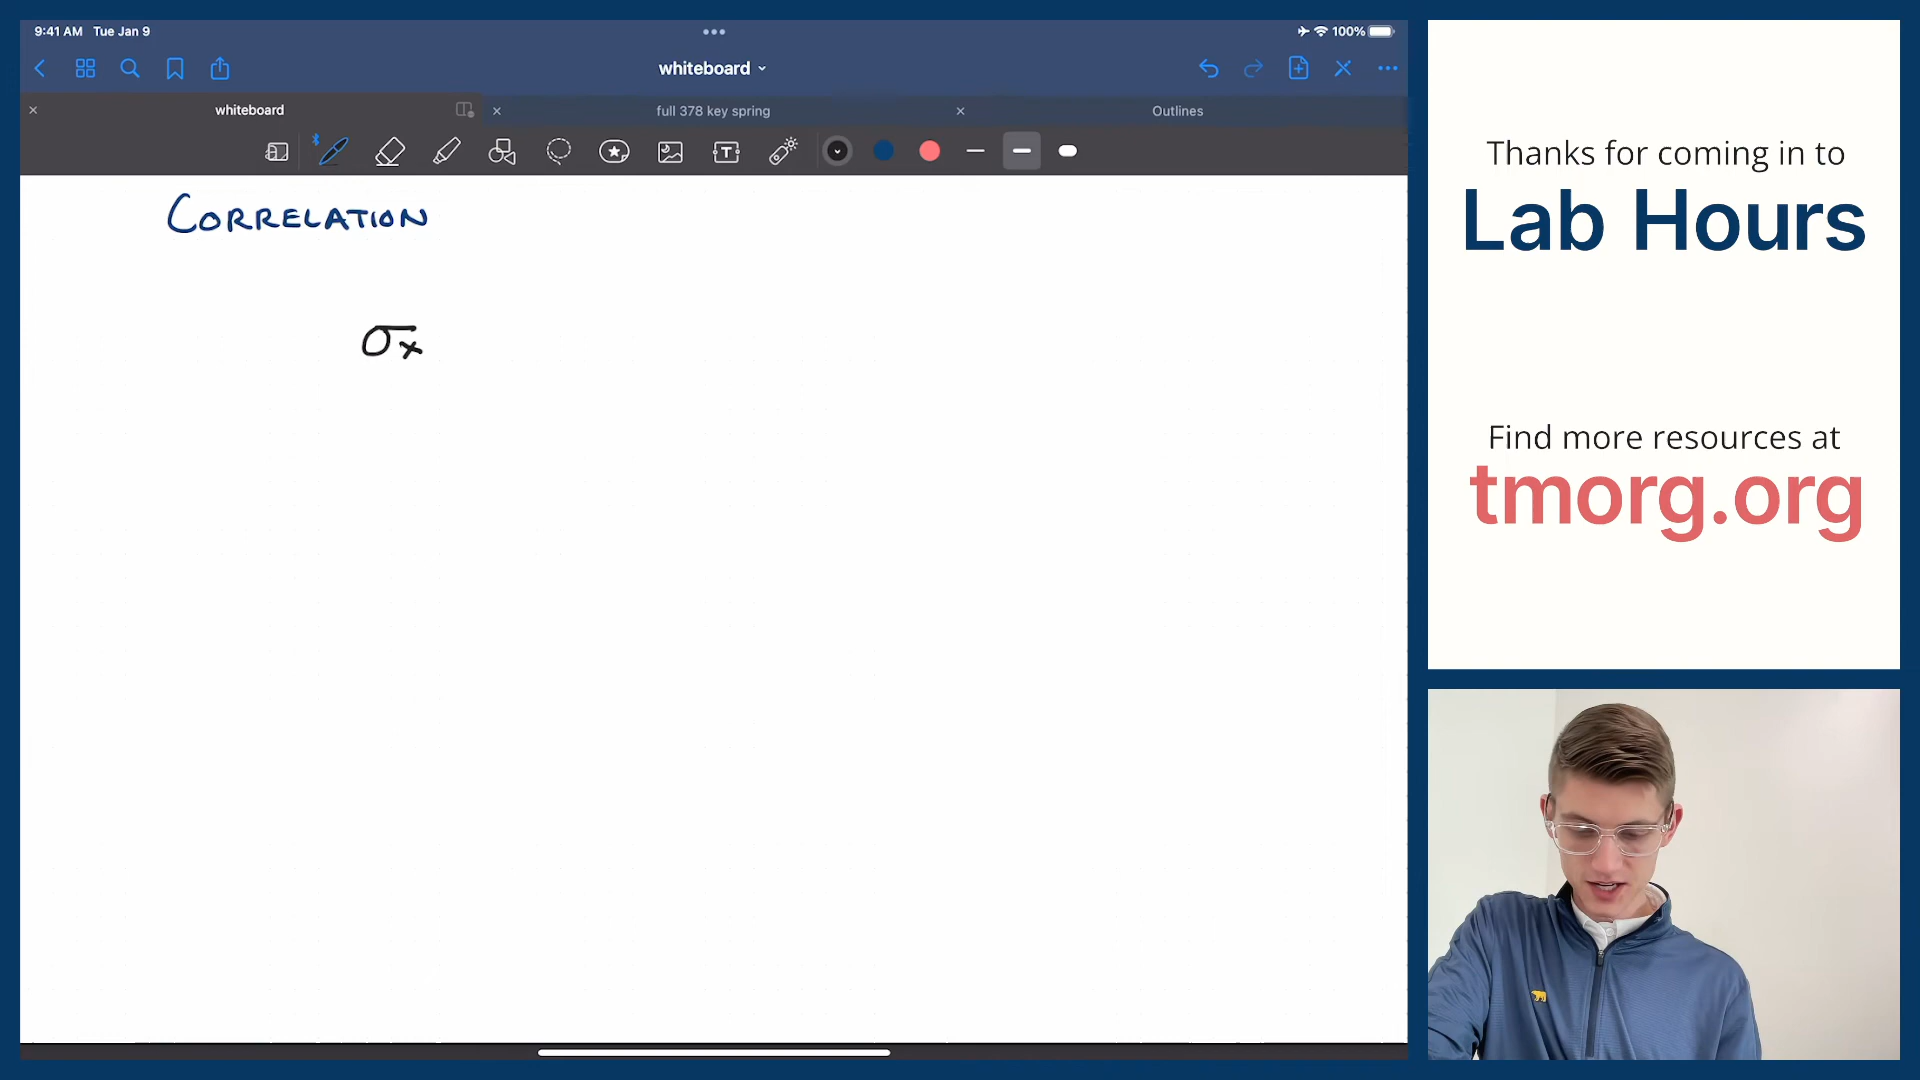 9:41 AM Tue Jan 9
100%
whiteboard
whiteboard
full 378 key spring
Outlines
T
CORRELATION
σx
Thanks for coming in to
Lab Hours
Find more resources at
tmorg.org